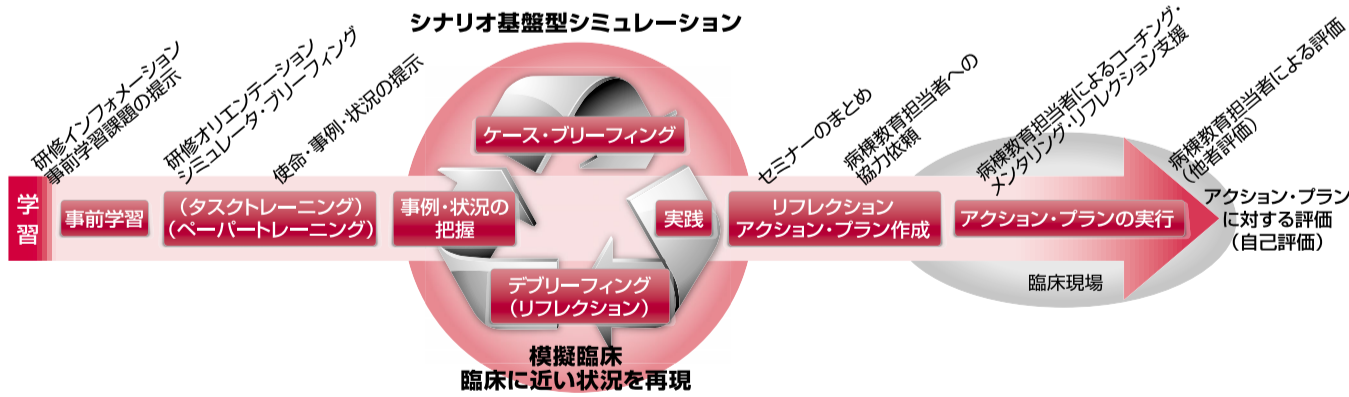 シナリオ基盤型シミュレーション
研修インフォメーション
事前学習課題の提示
研修オリエンテーション
シミュレータ・ブリーフィング
使命・事例・状況の提示
セミナーのまとめ
病棟教育担当者への
協力依頼
病棟教育担当者によるコーチング・
メンタリング・リフレクション支援
病棟教育担当者による評価
（他者評価）
学習
事前学習
（タスクトレーニング）
（ペーパートレーニング）
事例・状況の
把握
ケース・ブリーフィング
実践
デブリーフィング
（リフレクション）
リフレクション
アクション・プラン作成
アクション・プランの実行
臨床現場
アクション・プラン
に対する評価
（自己評価）
模擬臨床
臨床に近い状況を再現